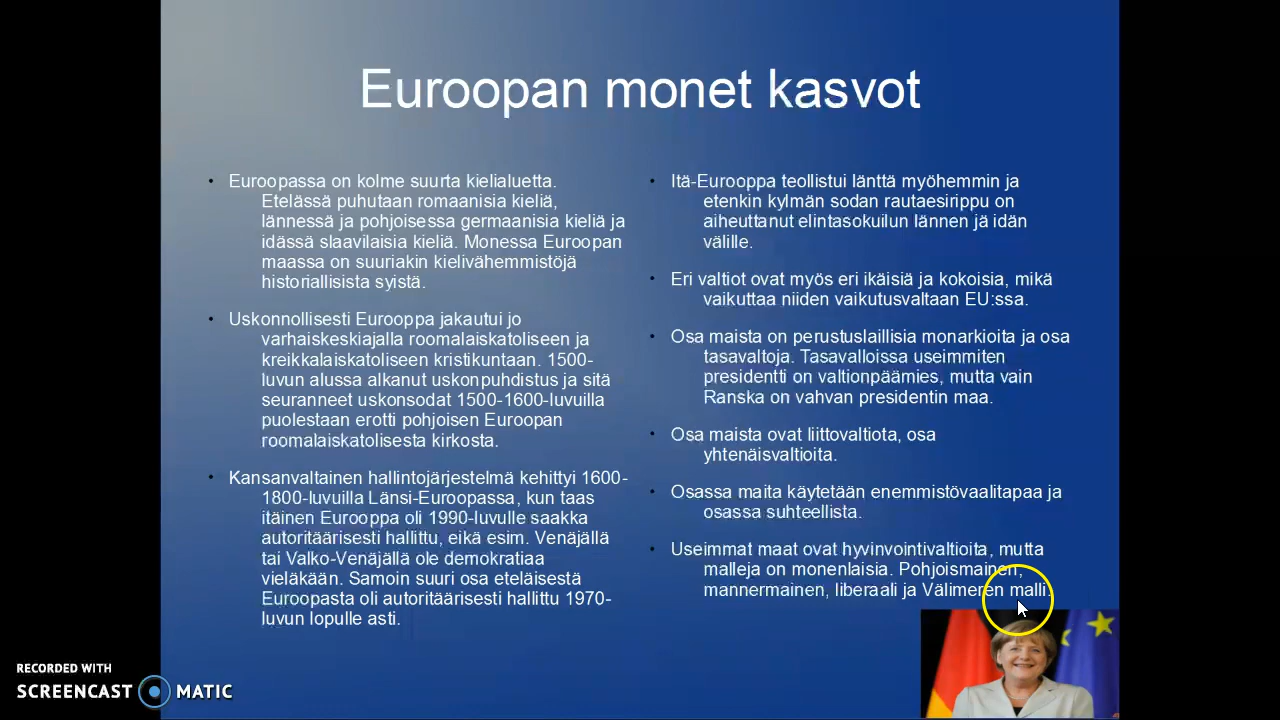 Euroopan monet kasvot
• Euroopassa on kolme suurta kielialuetta.
Etelässä puhutaan romaanisia kieliä,
lännessä ja pohjoisessa germaanisia kieliä ja
idässä slaavilaisia kieliä. Monessa Euroopan
maassa on suuriakin kielivähemmistöjä
historiallisista syistä.
• Uskonnollisesti Eurooppa jakautui jo
varhaiskeskiajalla roomalaiskatoliseen ja
kreikkalaiskatoliseen kristikuntaan. 1500-
luvun alussa alkanut uskonpuhdistus ja sitä
seuranneet uskonsodat 1500-1600-luvuilla
puolestaan erotti pohjoisen Euroopan
roomalaiskatolisesta kirkosta.
• Kansanvaltainen hallintojärjestelmä kehittyi 1600-
1800-luvuilla Länsi-Euroopassa, kun taas
itäinen Eurooppa oli 1990-luvulle saakka
autoritäärisesti hallittu, eikä esim. Venäjällä
tai Valko-Venäjällä ole demokratiaa
vieläkään. Samoin suuri osa eteläisestä
Euroopasta oli autoritäärisesti hallittu 1970-
luvun lopulle asti.
• Itä-Eurooppa teollistui länttä myöhemmin ja
etenkin kylmän sodan rautaesirippu on
aiheuttanut elintasokuilun lännen jä idän
välille.
• Eri valtiot ovat myös eri ikäisiä ja kokoisia, mikä
vaikuttaa niiden vaikutusvaltaan EU:ssa.
• Osa maista on perustuslaillisia monarkioita ja osa
tasavaltoja. Tasavalloissa useimmiten
presidentti on valtionpäämies, mutta vain
Ranska on vahvan presidentin maa.
• Osa maista ovat liittovaltiota, osa
yhtenäisvaltioita.
• Osassa maita käytetään enemmistövaalitapaa ja
osassa suhteellista.
• Useimmat maat ovat hyvinvointivaltioita, mutta
malleja on monenlaisia. Pohjoismainen,
mannermainen, liberaali ja Välimeren malli.
RECORDED WITH
SCREENCAST MATIC